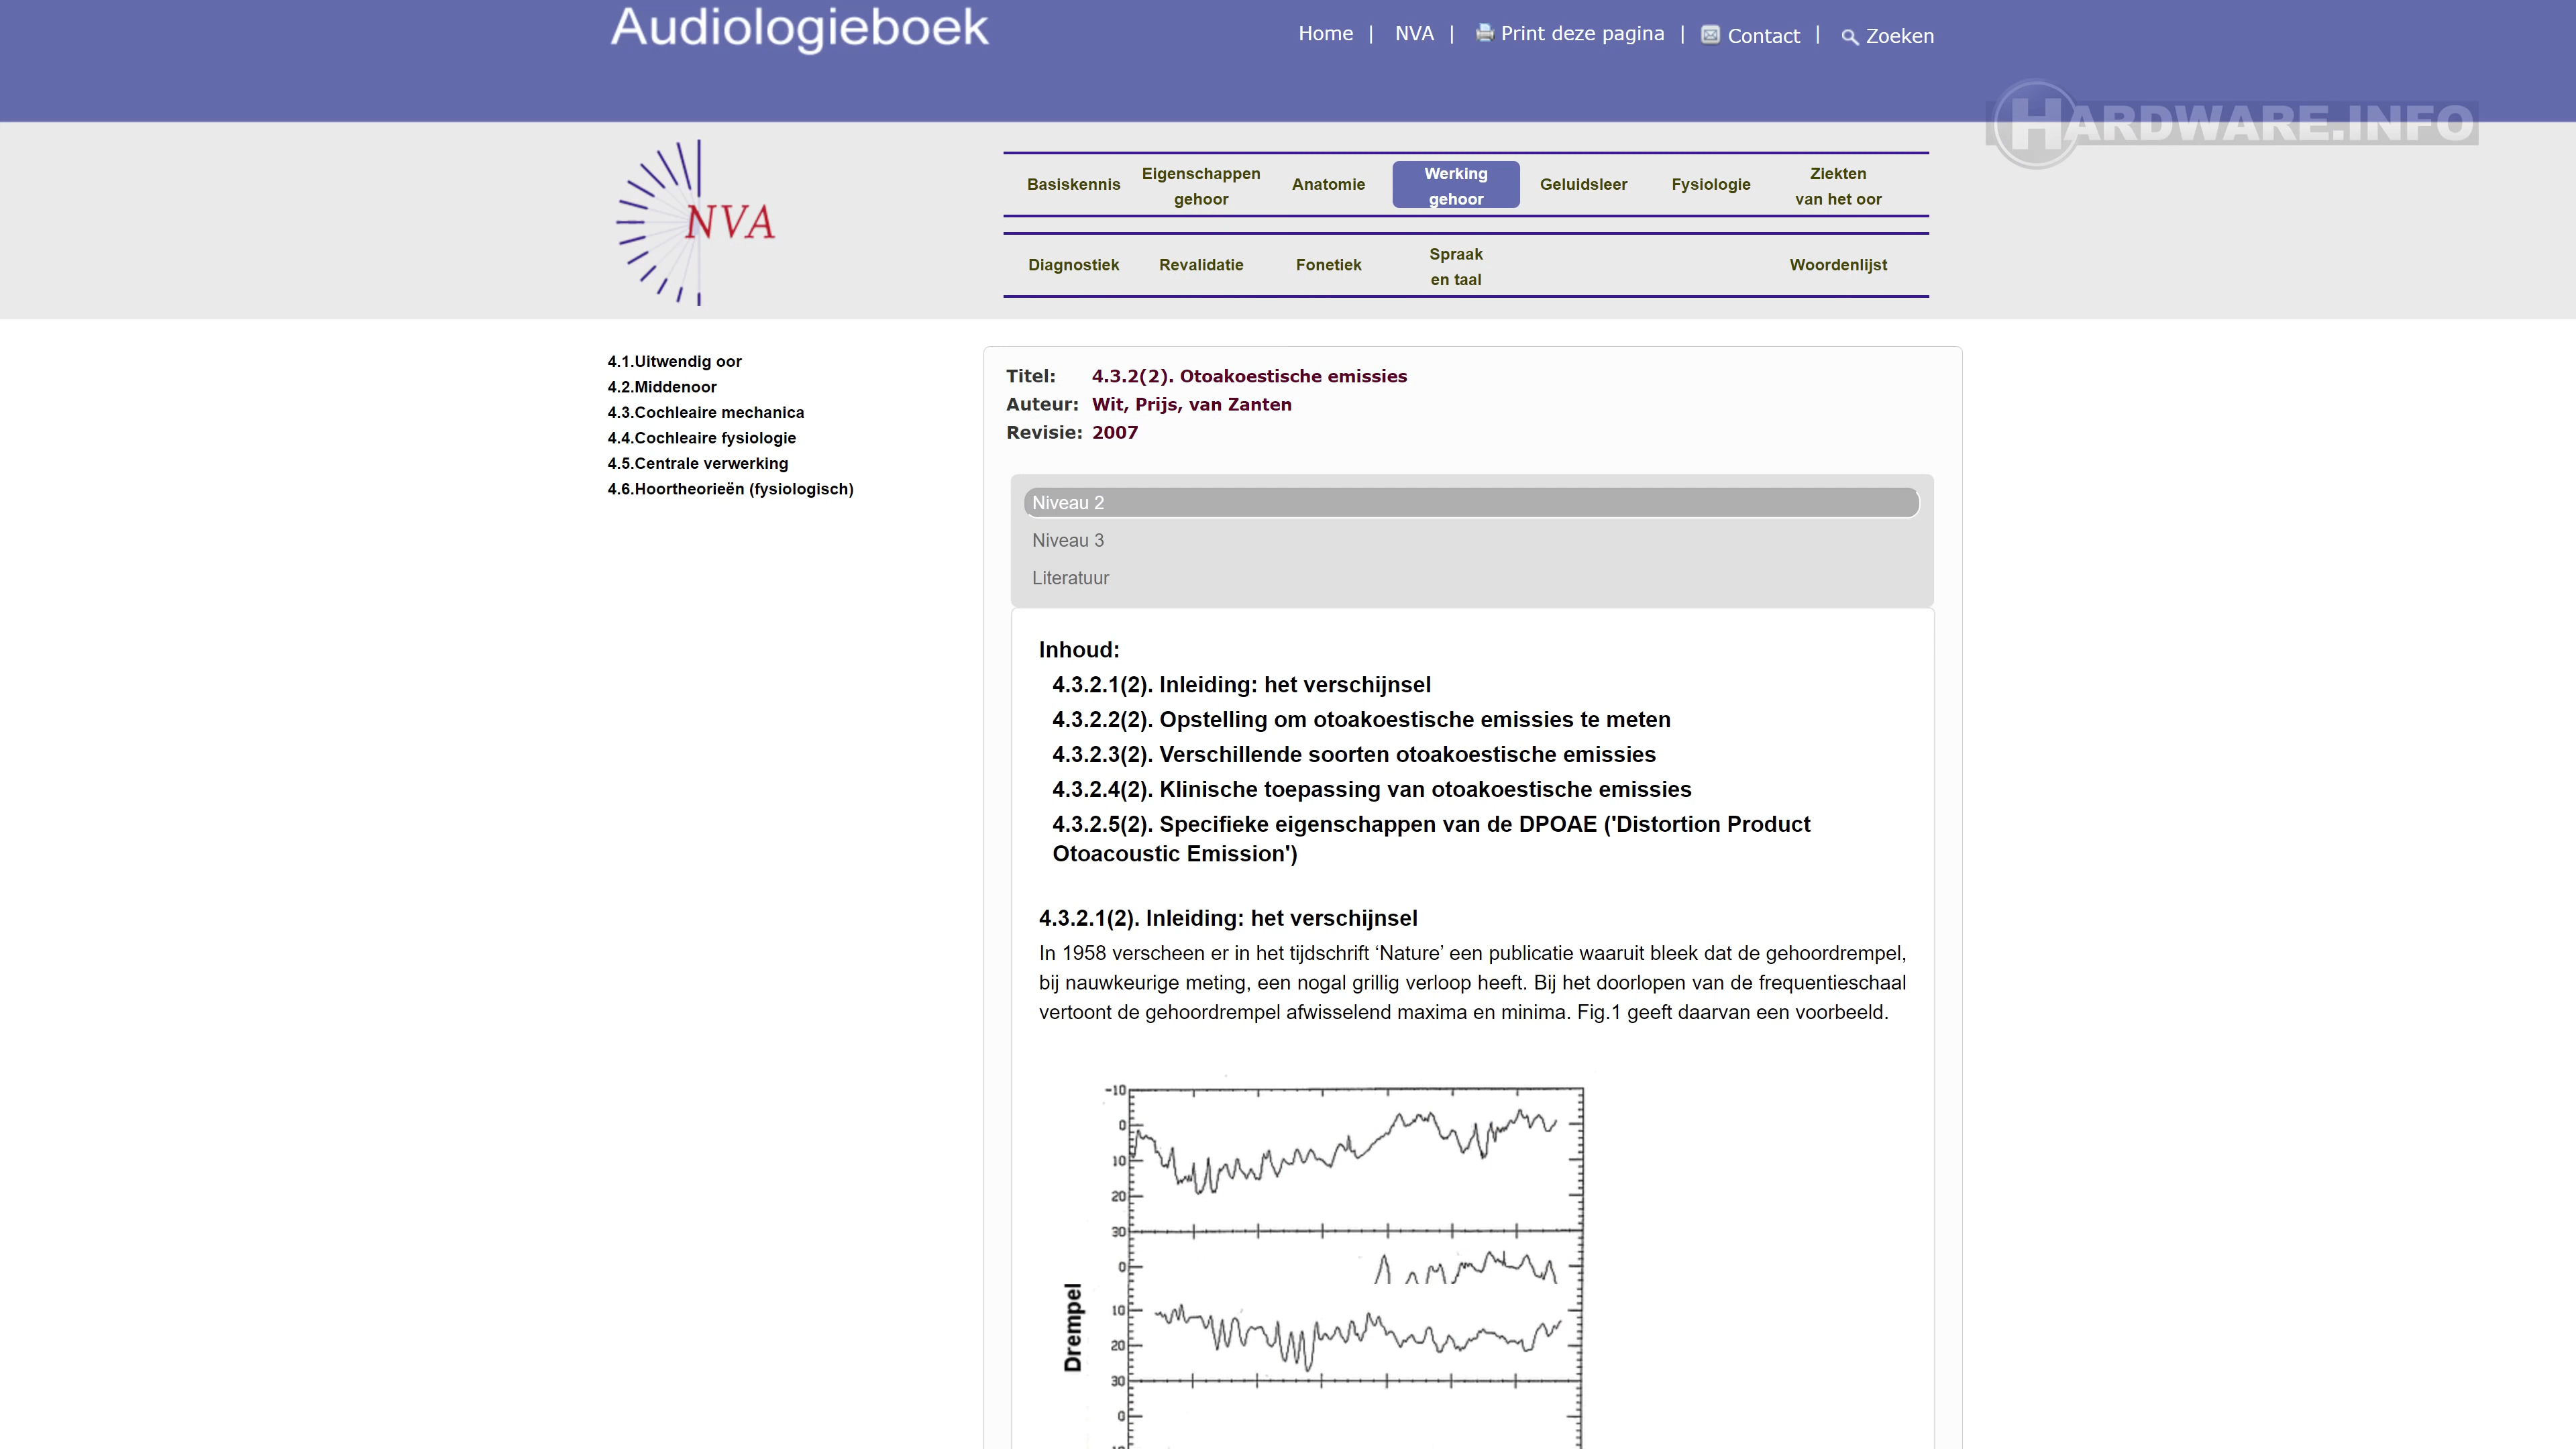 Audiologieboek
Home | NVA | Print deze pagina | Contact | Zoeken
HARDWARE.INFO
NVA
Basiskennis
Eigenschappen
gehoor
Anatomie
Werking
gehoor
Geluidsleer
Fysiologie
Ziekten
van het oor
Diagnostiek
Revalidatie
Fonetiek
Spraak
en taal
Woordenlijst
4.1.Uitwendig oor
4.2.Middenoor
4.3.Cochleaire mechanica
4.4.Cochleaire fysiologie
4.5.Centrale verwerking
4.6.Hoortheorieën (fysiologisch)
Titel: 4.3.2(2). Otoakoestische emissies
Auteur: Wit, Prijs, van Zanten
Revisie: 2007
Niveau 2
Niveau 3
Literatuur
Inhoud:
4.3.2.1(2). Inleiding: het verschijnsel
4.3.2.2(2). Opstelling om otoakoestische emissies te meten
4.3.2.3(2). Verschillende soorten otoakoestische emissies
4.3.2.4(2). Klinische toepassing van otoakoestische emissies
4.3.2.5(2). Specifieke eigenschappen van de DPOAE ('Distortion Product
Otoacoustic Emission')
4.3.2.1(2). Inleiding: het verschijnsel
In 1958 verscheen er in het tijdschrift ‘Nature’ een publicatie waaruit bleek dat de gehoordrempel,
bij nauwkeurige meting, een nogal grillig verloop heeft. Bij het doorlopen van de frequentieschaal
vertoont de gehoordrempel afwisselend maxima en minima. Fig.1 geeft daarvan een voorbeeld.
-10
0
10
20
30
0
10
20
30
0
Drempel